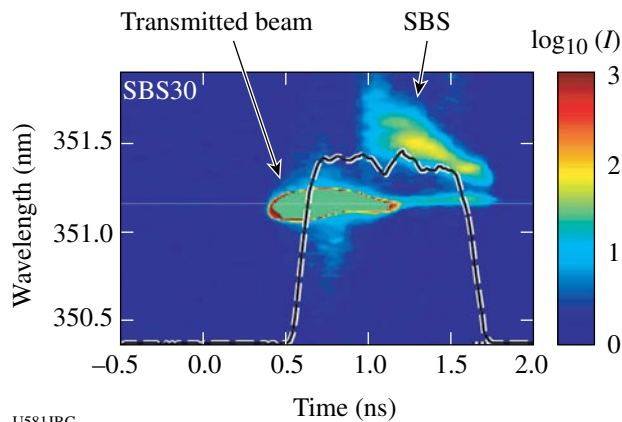 Transmitted beam
SBS
log10 (I)
SBS30
3
351.5
2
351.0
1
350.5
0
Wavelength (nm)
–0.5 0.0 0.5 1.0 1.5 2.0
Time (ns)